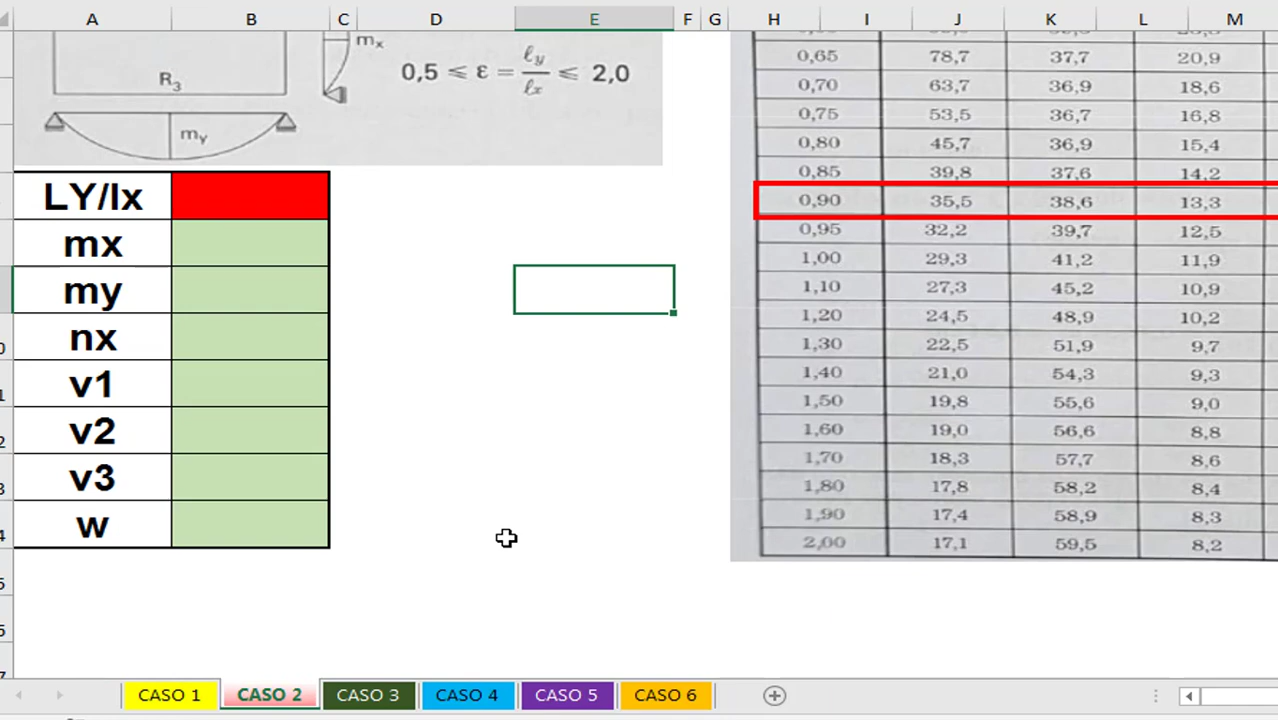 A B C D E F G H I J K L M
mx
R3
0,5 ≤ ε = ℓy/ℓx ≤ 2,0
my
0,65 78,7 37,7 20,9
0,70 63,7 36,9 18,6
0,75 53,5 36,7 16,8
0,80 45,7 36,9 15,4
0,85 39,8 37,6 14,2
0,90 35,5 38,6 13,3
0,95 32,2 39,7 12,5
1,00 29,3 41,2 11,9
1,10 27,3 45,2 10,9
1,20 24,5 48,9 10,2
1,30 22,5 51,9 9,7
1,40 21,0 54,3 9,3
1,50 19,8 55,6 9,0
1,60 19,0 56,6 8,8
1,70 18,3 57,7 8,6
1,80 17,8 58,2 8,4
1,90 17,4 58,9 8,3
2,00 17,1 59,5 8,2
LY/lx
mx
my
nx
v1
v2
v3
w
CASO 1 CASO 2 CASO 3 CASO 4 CASO 5 CASO 6